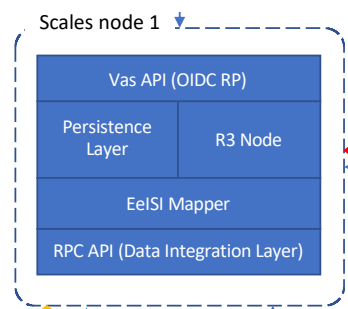 Scales node 1
Vas API (OIDC RP)
Persistence
Layer
R3 Node
EeISI Mapper
RPC API (Data Integration Layer)